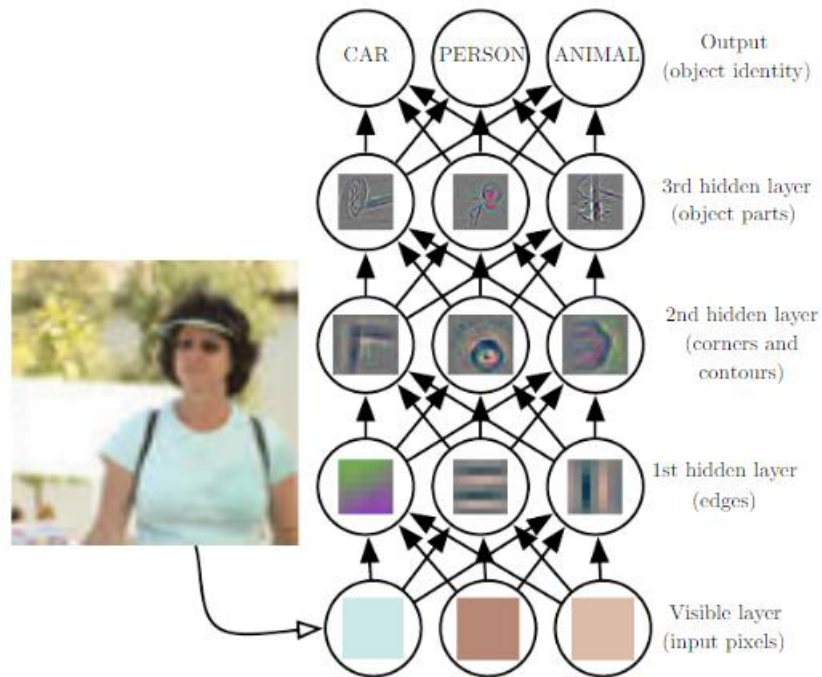 CAR PERSON ANIMAL
Output
(object identity)
3rd hidden layer
(object parts)
2nd hidden layer
(corners and
contours)
1st hidden layer
(edges)
Visible layer
(input pixels)